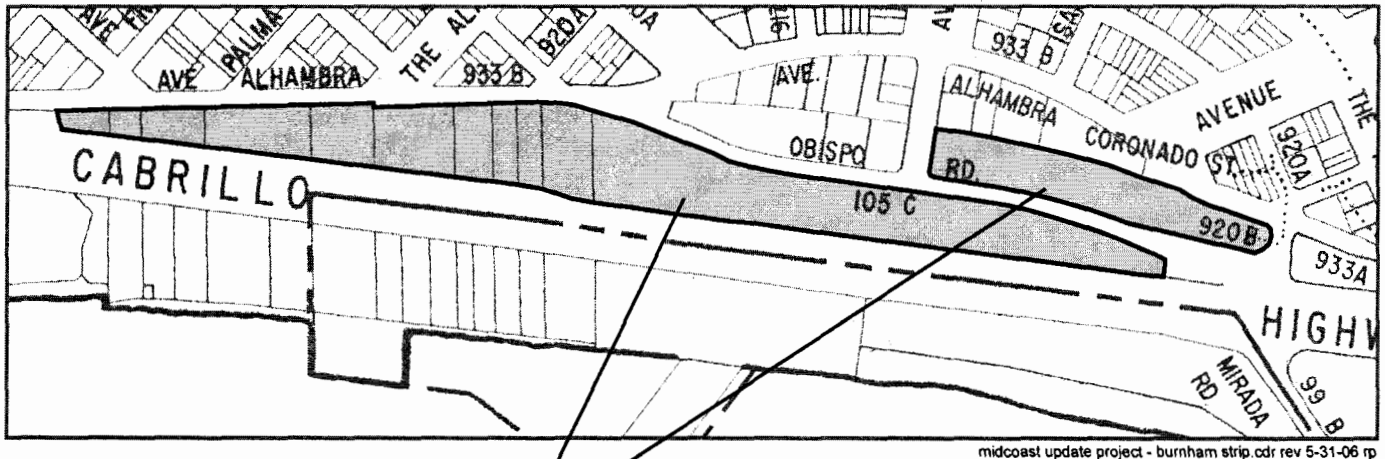 AVE
PALMA
THE
920A
933 B
AVE ALHAMBRA
933 B
AVE.
ALHAMBRA
AVENUE
THE
CORONADO ST.
920A
OBISPO
RD.
105 C
920B
933A
CABRILLO
HIGHW
MIRADA
RD
99 B
midcoast update project - burnham strip.cdr rev 5-31-06 rp